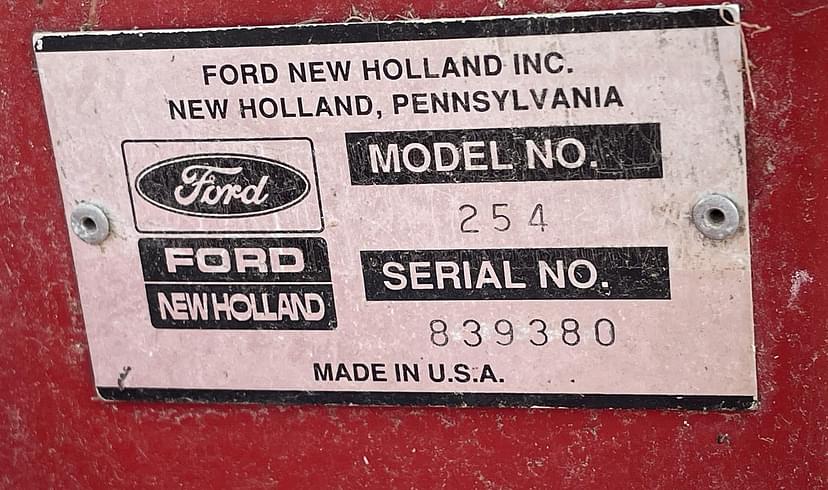 FORD NEW HOLLAND INC.
NEW HOLLAND, PENNSYLVANIA
Ford
FORD
NEW HOLLAND
MODEL NO.
254
SERIAL NO.
839380
MADE IN U.S.A.